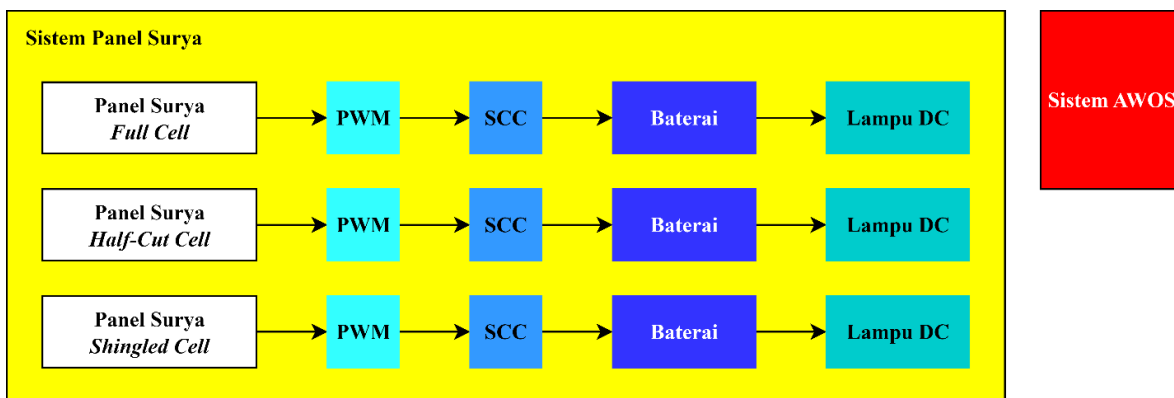 Sistem Panel Surya
Sistem AWOS
Panel Surya
Full Cell
PWM
SCC
Baterai
Lampu DC
Panel Surya
Half-Cut Cell
PWM
SCC
Baterai
Lampu DC
Panel Surya
Shingled Cell
PWM
SCC
Baterai
Lampu DC